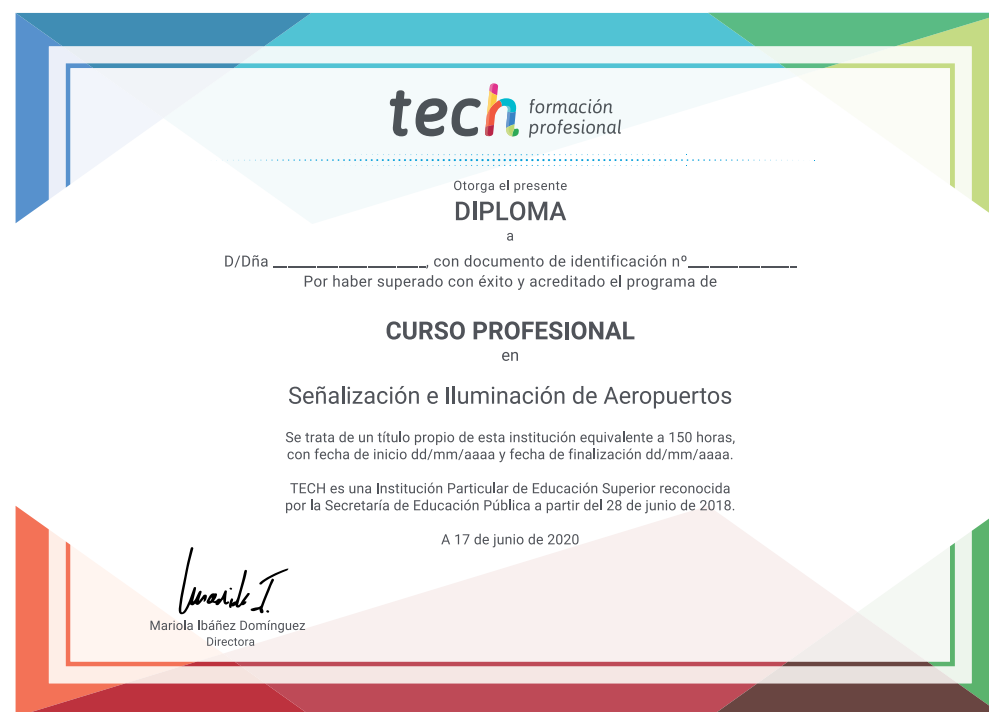 tech formación
profesional
Otorga el presente
DIPLOMA
a
D/Dña ____________________, con documento de identificación nº______________
Por haber superado con éxito y acreditado el programa de
CURSO PROFESIONAL
en
Señalización e Iluminación de Aeropuertos
Se trata de un título propio de esta institución equivalente a 150 horas,
con fecha de inicio dd/mm/aaaa y fecha de finalización dd/mm/aaaa.
TECH es una Institución Particular de Educación Superior reconocida
por la Secretaría de Educación Pública a partir del 28 de junio de 2018.
A 17 de junio de 2020
Mariola Ibáñez Domínguez
Directora